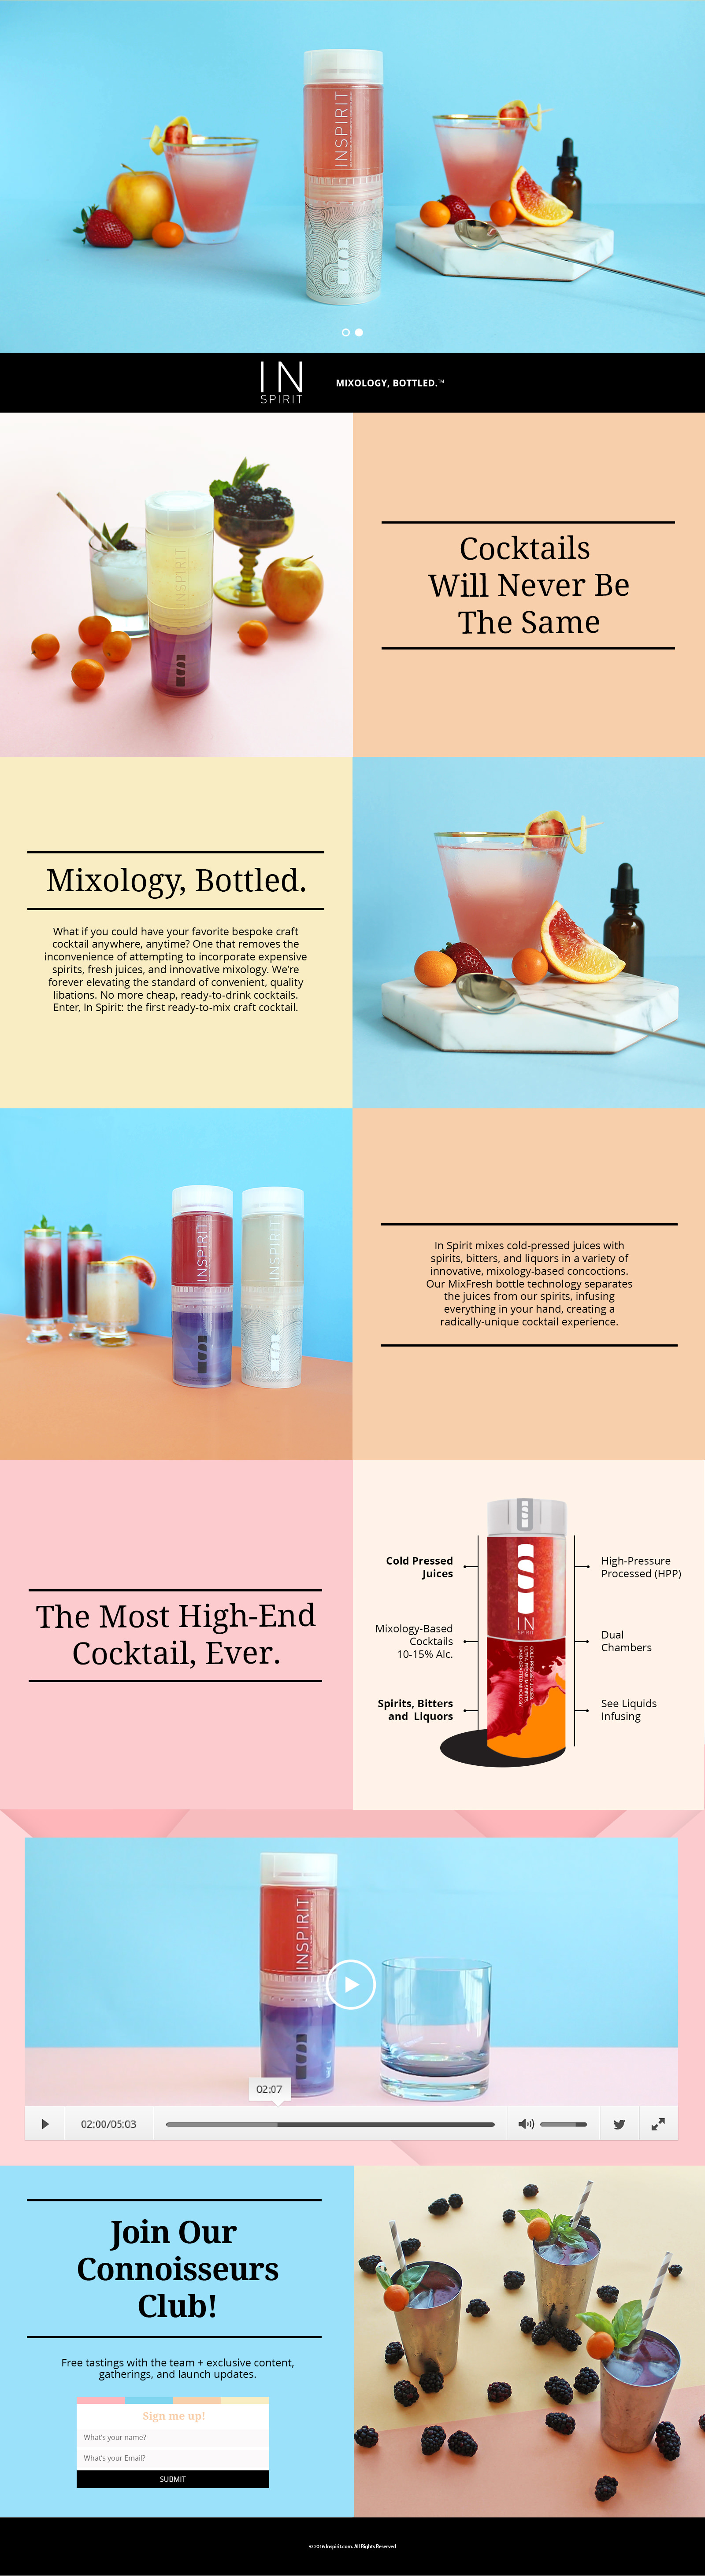 INSPIRIT
IN
SPIRIT
MIXOLOGY, BOTTLED.™
INSPIRIT
Cocktails
Will Never Be
The Same
Mixology, Bottled.
What if you could have your favorite bespoke craft
cocktail anywhere, anytime? One that removes the
inconvenience of attempting to incorporate expensive
spirits, fresh juices, and innovative mixology. We're
forever elevating the standard of convenient, quality
libations. No more cheap, ready-to-drink cocktails.
Enter, In Spirit: the first ready-to-mix craft cocktail.
INSPIRIT
INSPIRIT
In Spirit mixes cold-pressed juices with
spirits, bitters, and liquors in a variety of
innovative, mixology-based concoctions.
Our MixFresh bottle technology separates
the juices from our spirits, infusing
everything in your hand, creating a
radically-unique cocktail experience.
The Most High-End
Cocktail, Ever.
Cold Pressed
Juices
Mixology-Based
Cocktails
10-15% Alc.
Spirits, Bitters
and Liquors
IN
SPIRIT
COLD-PRESSED JUICES,
ULTRA-PREMIUM SPIRITS,
HAND-CRAFTED MIXOLOGY.
High-Pressure
Processed (HPP)
Dual
Chambers
See Liquids
Infusing
INSPIRIT
02:07
02:00/05:03
Join Our
Connoisseurs
Club!
Free tastings with the team + exclusive content,
gatherings, and launch updates.
Sign me up!
What's your name?
What's your Email?
SUBMIT
© 2016 Inspirit.com. All Rights Reserved